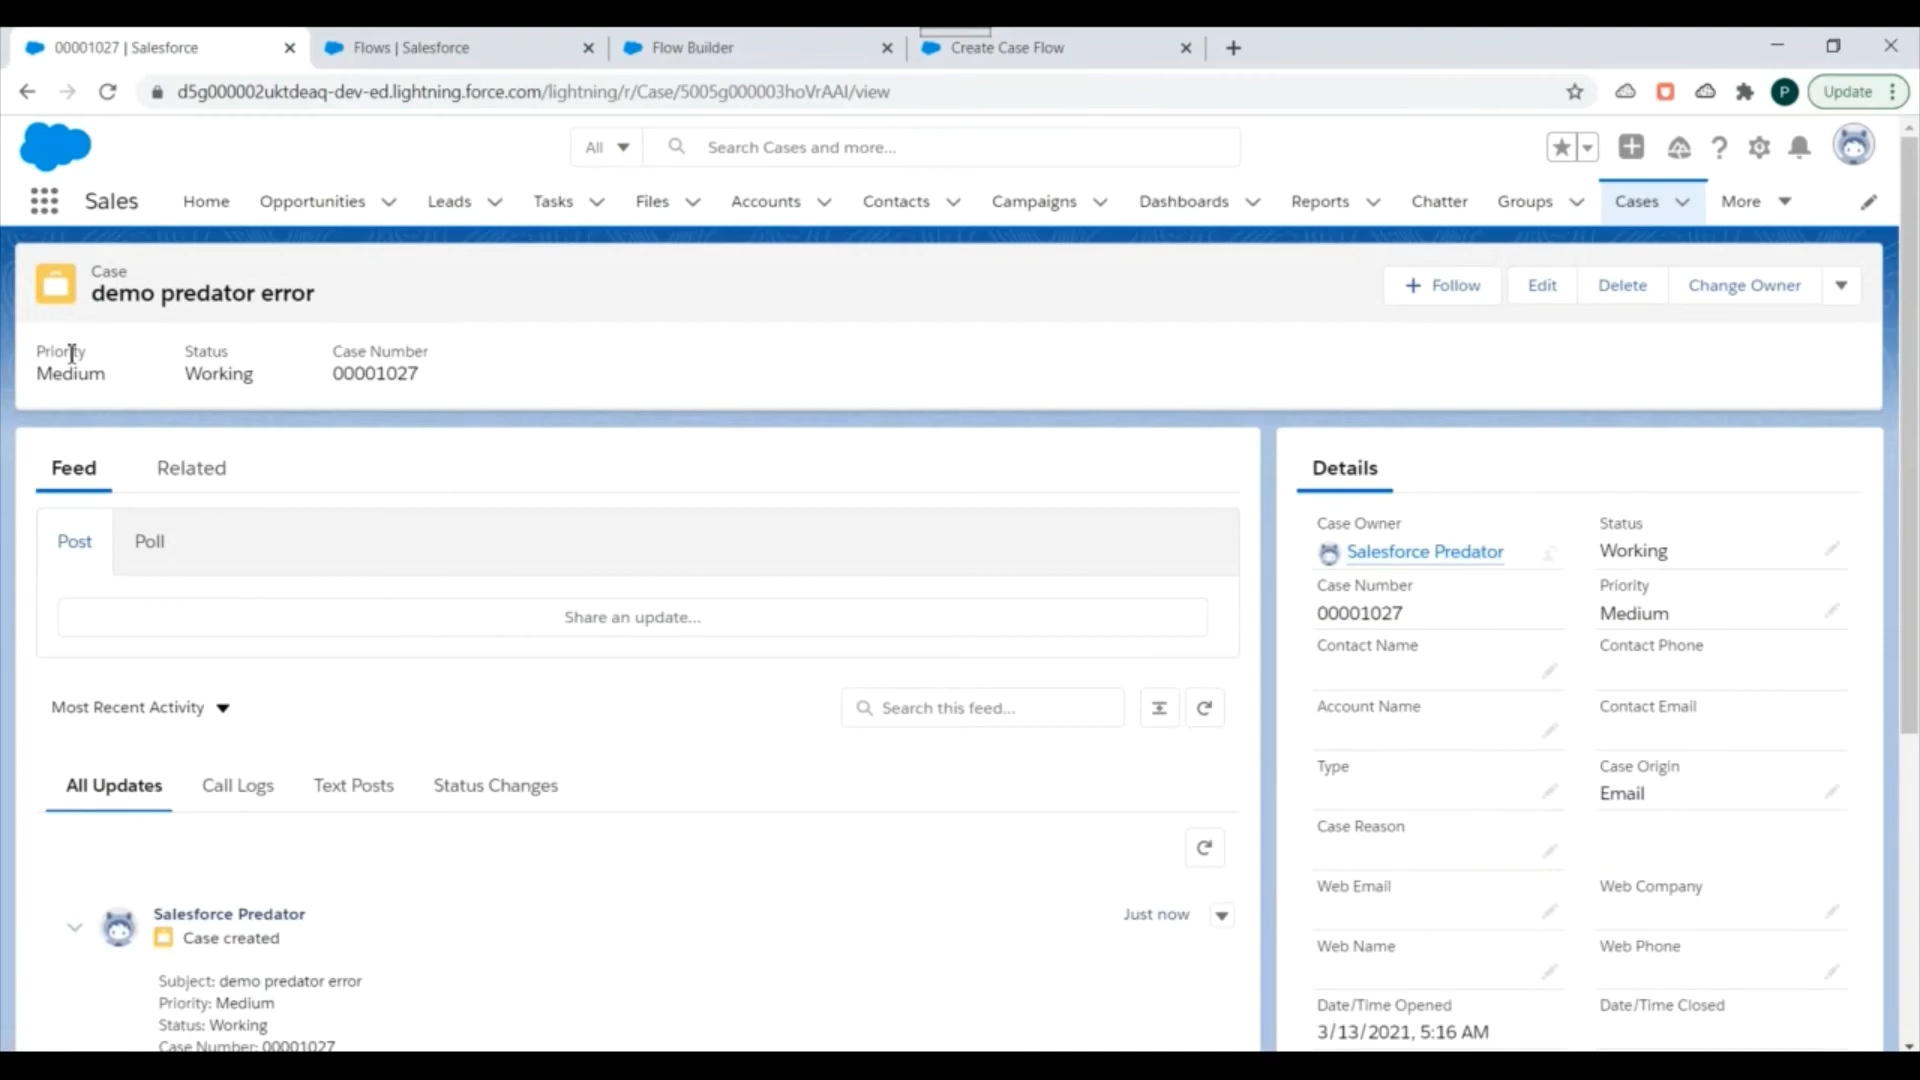 00001027 | Salesforce
Flows | Salesforce
Flow Builder
Create Case Flow
d5g000002uktdeaq-dev-ed.lightning.force.com/lightning/r/Case/5005g000003hoVrAAI/view
P
Update
All
Search Cases and more...
Sales
Home
Opportunities
Leads
Tasks
Files
Accounts
Contacts
Campaigns
Dashboards
Reports
Chatter
Groups
Cases
More
Case
demo predator error
Follow
Edit
Delete
Change Owner
Priority
Medium
Status
Working
Case Number
00001027
Feed
Related
Post
Poll
Share an update...
Most Recent Activity
Search this feed...
All Updates
Call Logs
Text Posts
Status Changes
Salesforce Predator
Case created
Just now
Subject: demo predator error
Priority: Medium
Status: Working
Case Number: 00001027
Details
Case Owner
Salesforce Predator
Status
Working
Case Number
00001027
Priority
Medium
Contact Name
Contact Phone
Account Name
Contact Email
Type
Case Origin
Email
Case Reason
Web Email
Web Company
Web Name
Web Phone
Date/Time Opened
3/13/2021, 5:16 AM
Date/Time Closed